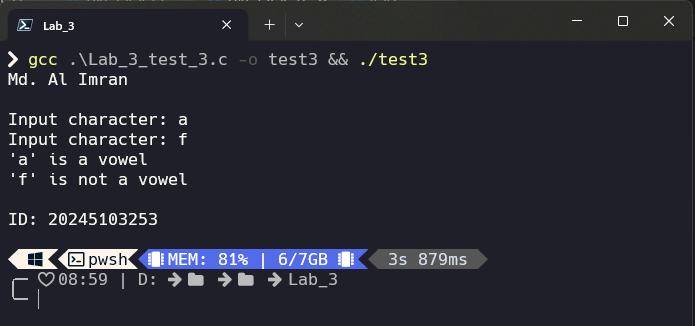 Lab_3
gcc .\Lab_3_test_3.c -o test3 && ./test3
Md. Al Imran
Input character: a
Input character: f
'a' is a vowel
'f' is not a vowel
ID: 20245103253
pwsh MEM: 81% | 6/7GB 3s 879ms
08:59 | D: Lab_3